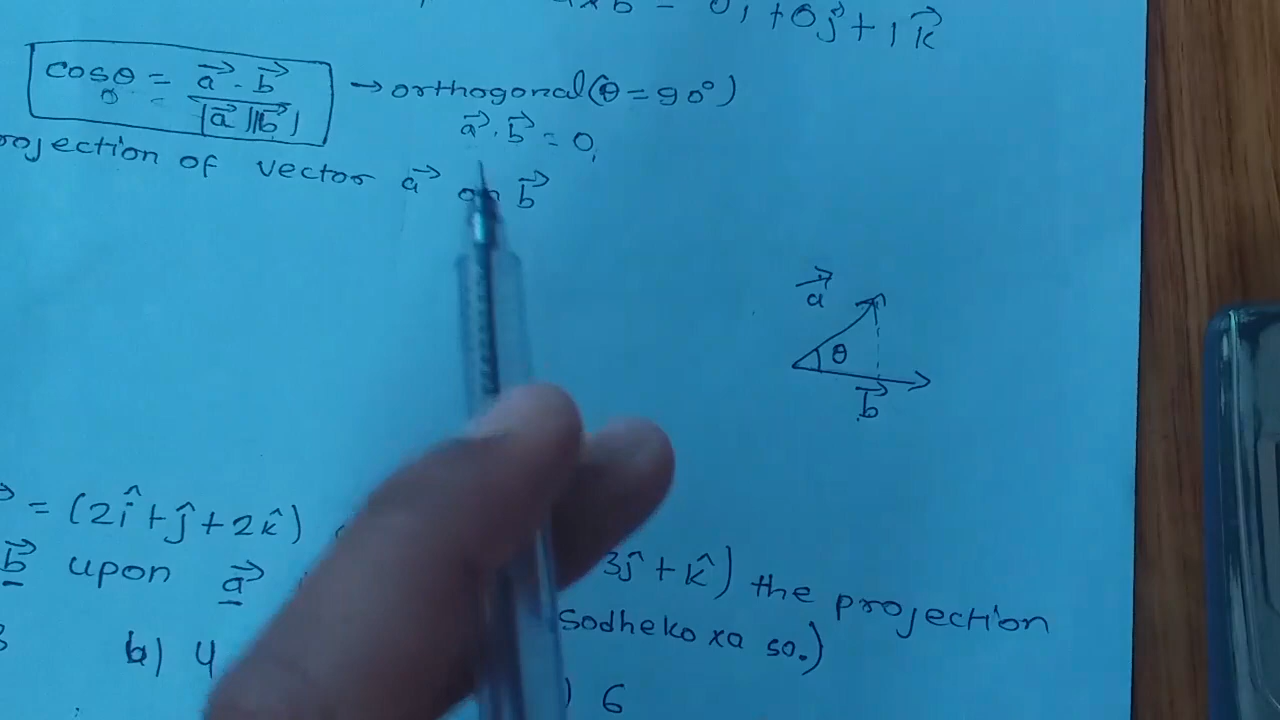 = 0, + 0j⃗ + 1k⃗
cosθ = a⃗ . b⃗ / |a⃗||b⃗| → orthogonal (θ = 90°)
a⃗ . b⃗ = 0,
ojection of vector a⃗ on b⃗
a⃗
θ
b⃗
= (2î + ĵ + 2k̂)
b⃗ upon a⃗ 3ĵ + k̂) the projection
sodheko xa so.)
b) 4 ) 6